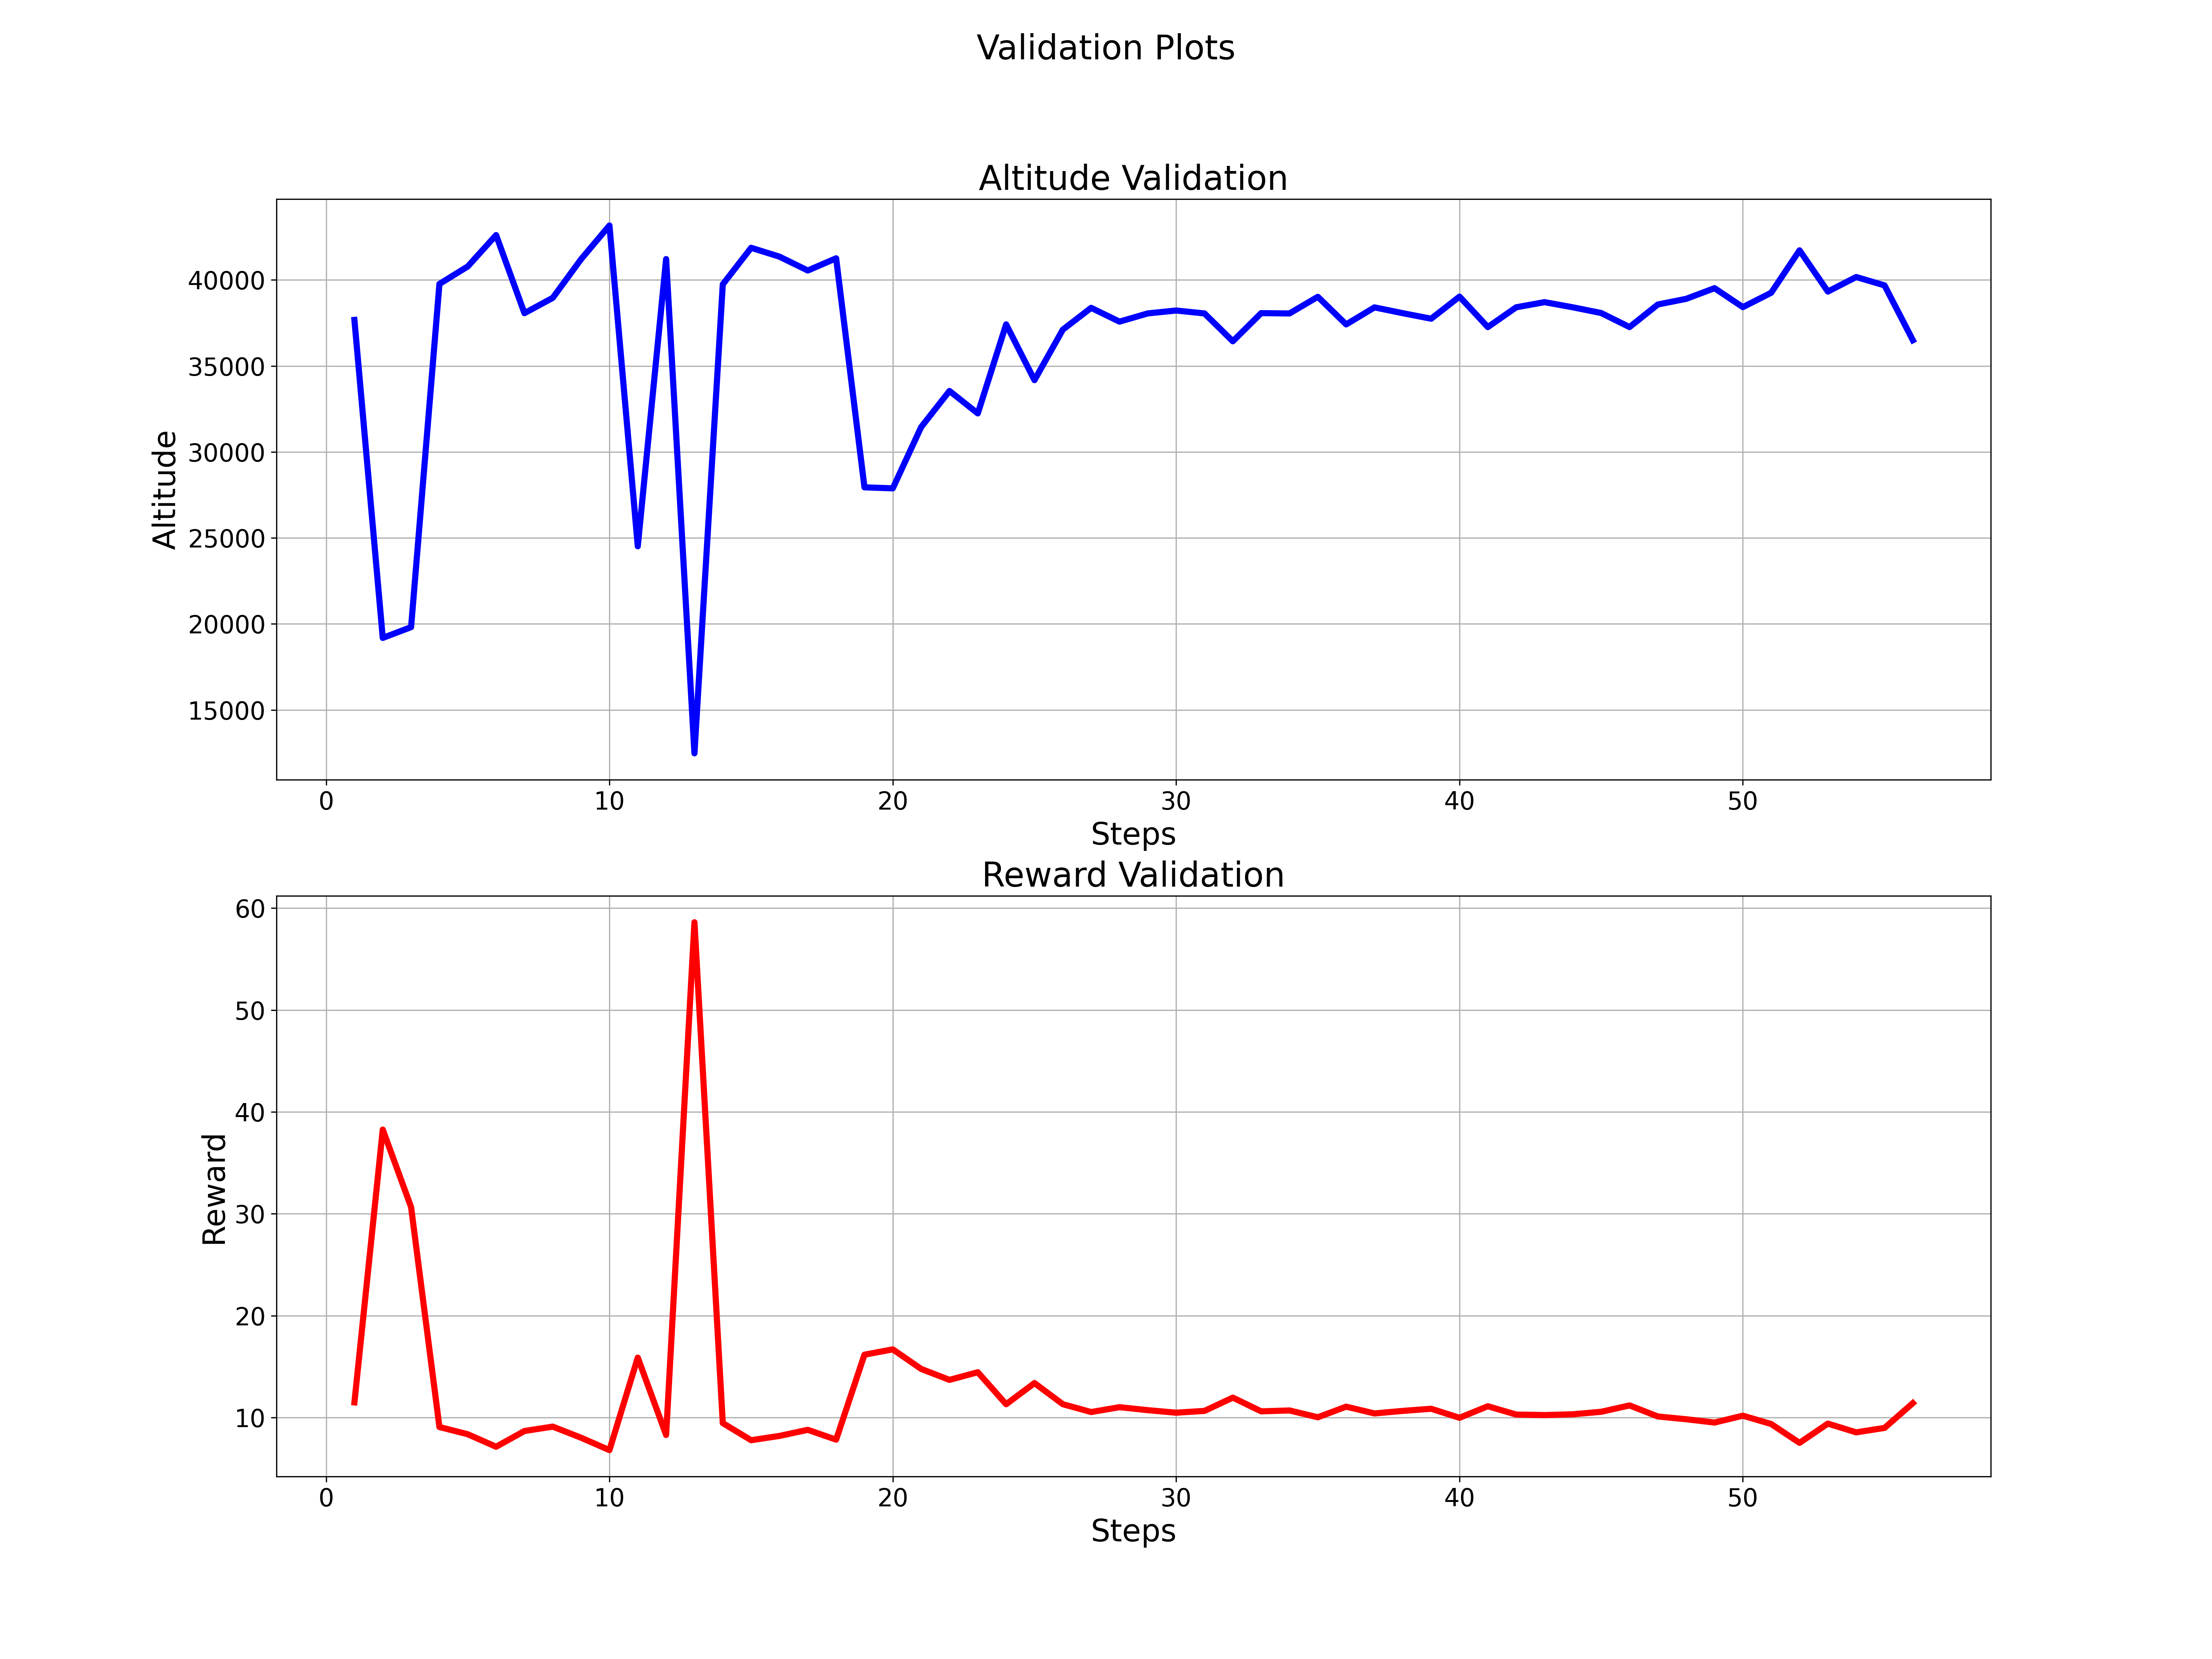 Validation Plots
Altitude Validation
Altitude
40000
35000
30000
25000
20000
15000
0 10 20 30 40 50
Steps
Reward Validation
Reward
60
50
40
30
20
10
0 10 20 30 40 50
Steps